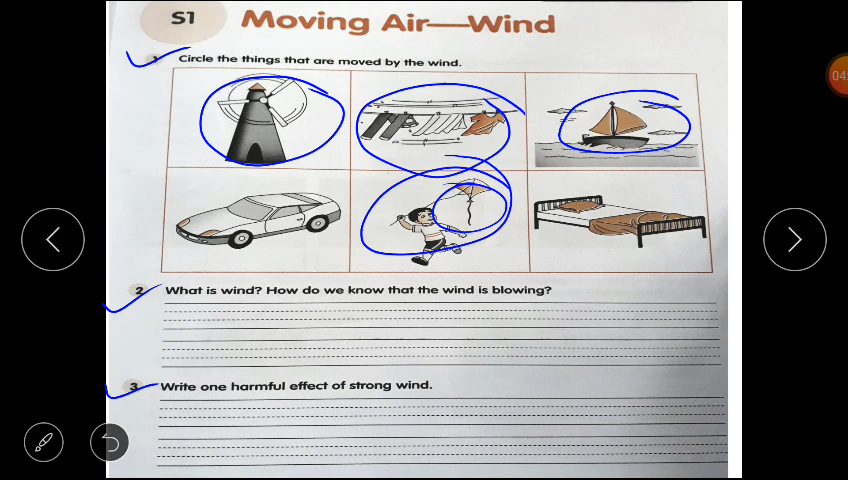 S1 Moving Air—Wind
1 Circle the things that are moved by the wind.
2 What is wind? How do we know that the wind is blowing?
3 Write one harmful effect of strong wind.